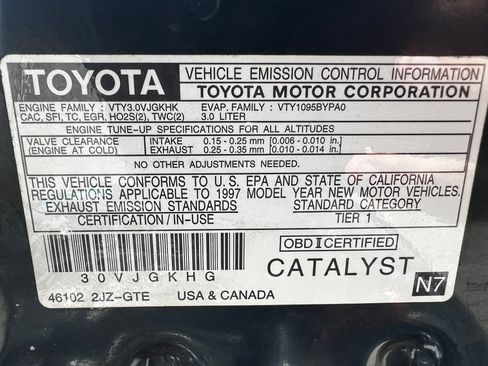 TOYOTA
VEHICLE EMISSION CONTROL INFORMATION
TOYOTA MOTOR CORPORATION
ENGINE FAMILY : VTY3.0VJGKHK EVAP. FAMILY : VTY1095BYPA0
CAC, SFI, TC, EGR, HO2S(2), TWC(2) 3.0 LITER
ENGINE TUNE-UP SPECIFICATIONS FOR ALL ALTITUDES
VALVE CLEARANCE INTAKE 0.15 - 0.25 mm [0.006 - 0.010in]
(ENGINE AT COLD) EXHAUST 0.25 - 0.35 mm [0.010 - 0.014in]
NO OTHER ADJUSTMENTS NEEDED.
THIS VEHICLE CONFORMS TO U.S. EPA AND STATE OF CALIFORNIA
REGULATIONS APPLICABLE TO 1997 MODEL YEAR NEW MOTOR VEHICLES.
EXHAUST EMISSION STANDARDS STANDARD CATEGORY
CERTIFICATION / IN-USE TIER 1
OBD II CERTIFIED
30VJGKHG
CATALYST
N7
46102 2JZ-GTE USA & CANADA